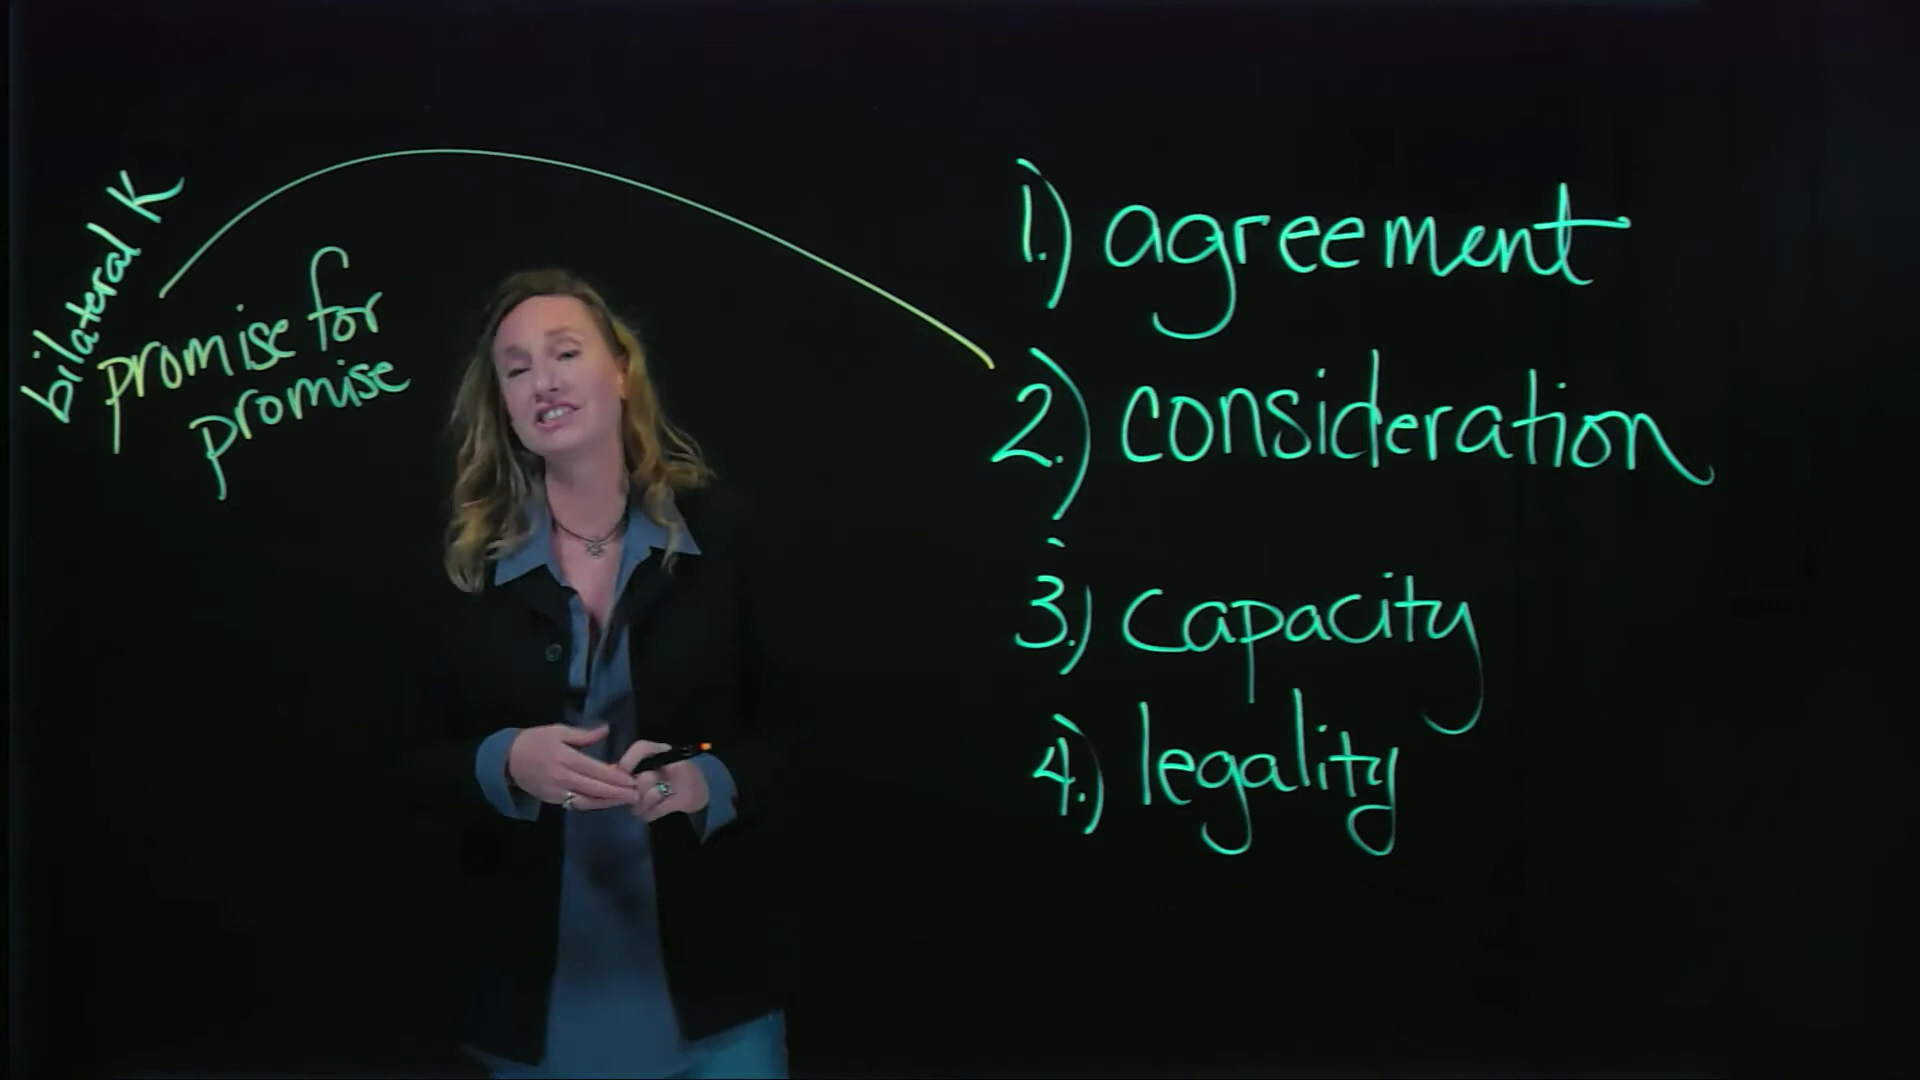 bilateral K
promise for
promise
1.) agreement
2.) consideration
3.) capacity
4.) legality